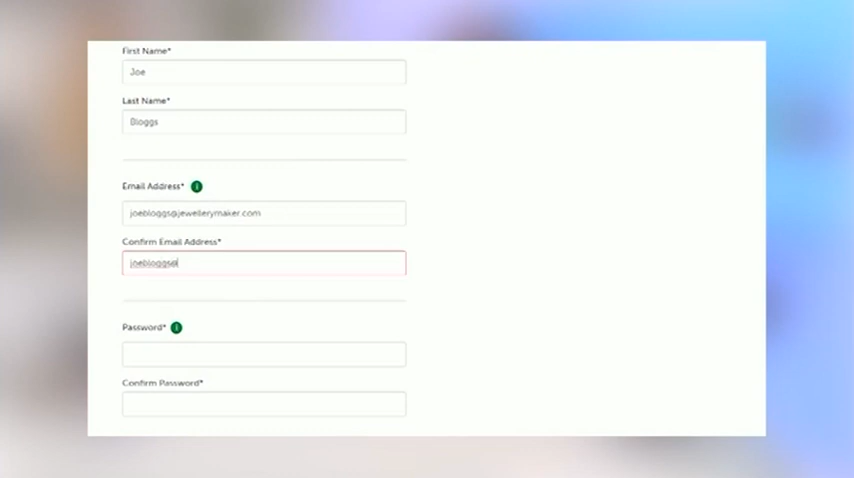 First Name*
Joe
Last Name*
Bloggs
Email Address* i
joebloggs@jewellerymaker.com
Confirm Email Address*
joebloggs@
Password* i
Confirm Password*